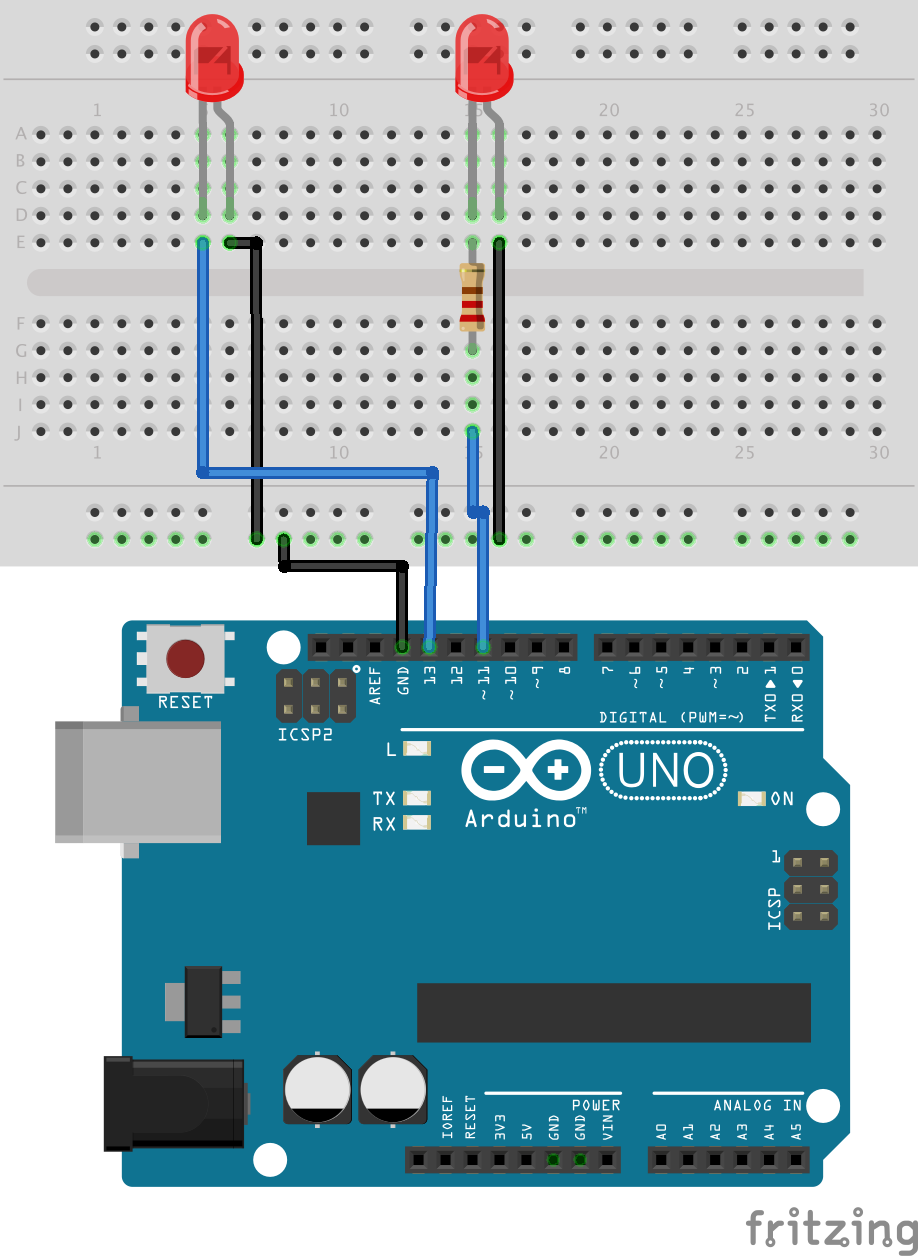 1 10 15 20 25 30
A
B
C
D
E
F
G
H
I
J
1 10 15 20 25 30
RESET
ICSP2
AREF
GND
13
12
~11
~10
~9
8
7
~6
~5
4
~3
2
TX0▶1
RX0◀0
DIGITAL (PWM=~)
L
TX
RX
Arduino™
UNO
ON
1
ICSP
IOREF
RESET
3V3
5V
GND
GND
VIN
POWER
ANALOG IN
A0
A1
A2
A3
A4
A5
fritzing